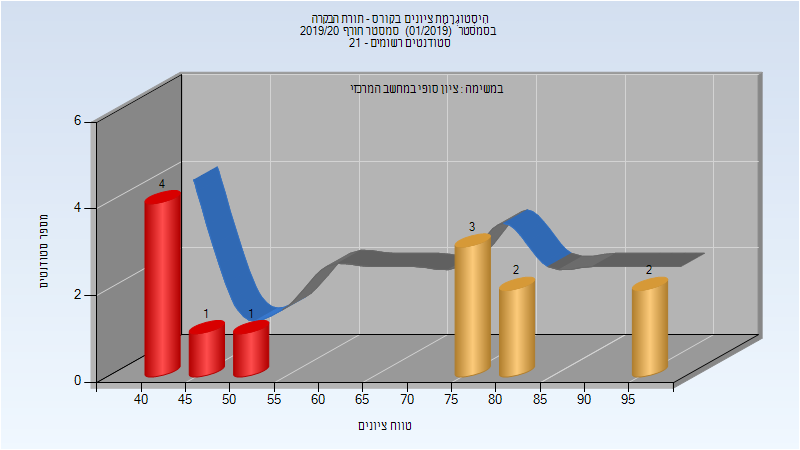 היסטוגרמת ציונים בקורס - תורת הבקרה
בסמסטר (01/2019) סמסטר חורף 2019/20
סטודנטים רשומים - 21
במשימה : ציון סופי במחשב המרכזי
מספר סטודנטים
6
4
2
0
4
1
1
3
2
2
40 45 50 55 60 65 70 75 80 85 90 95
טווח ציונים